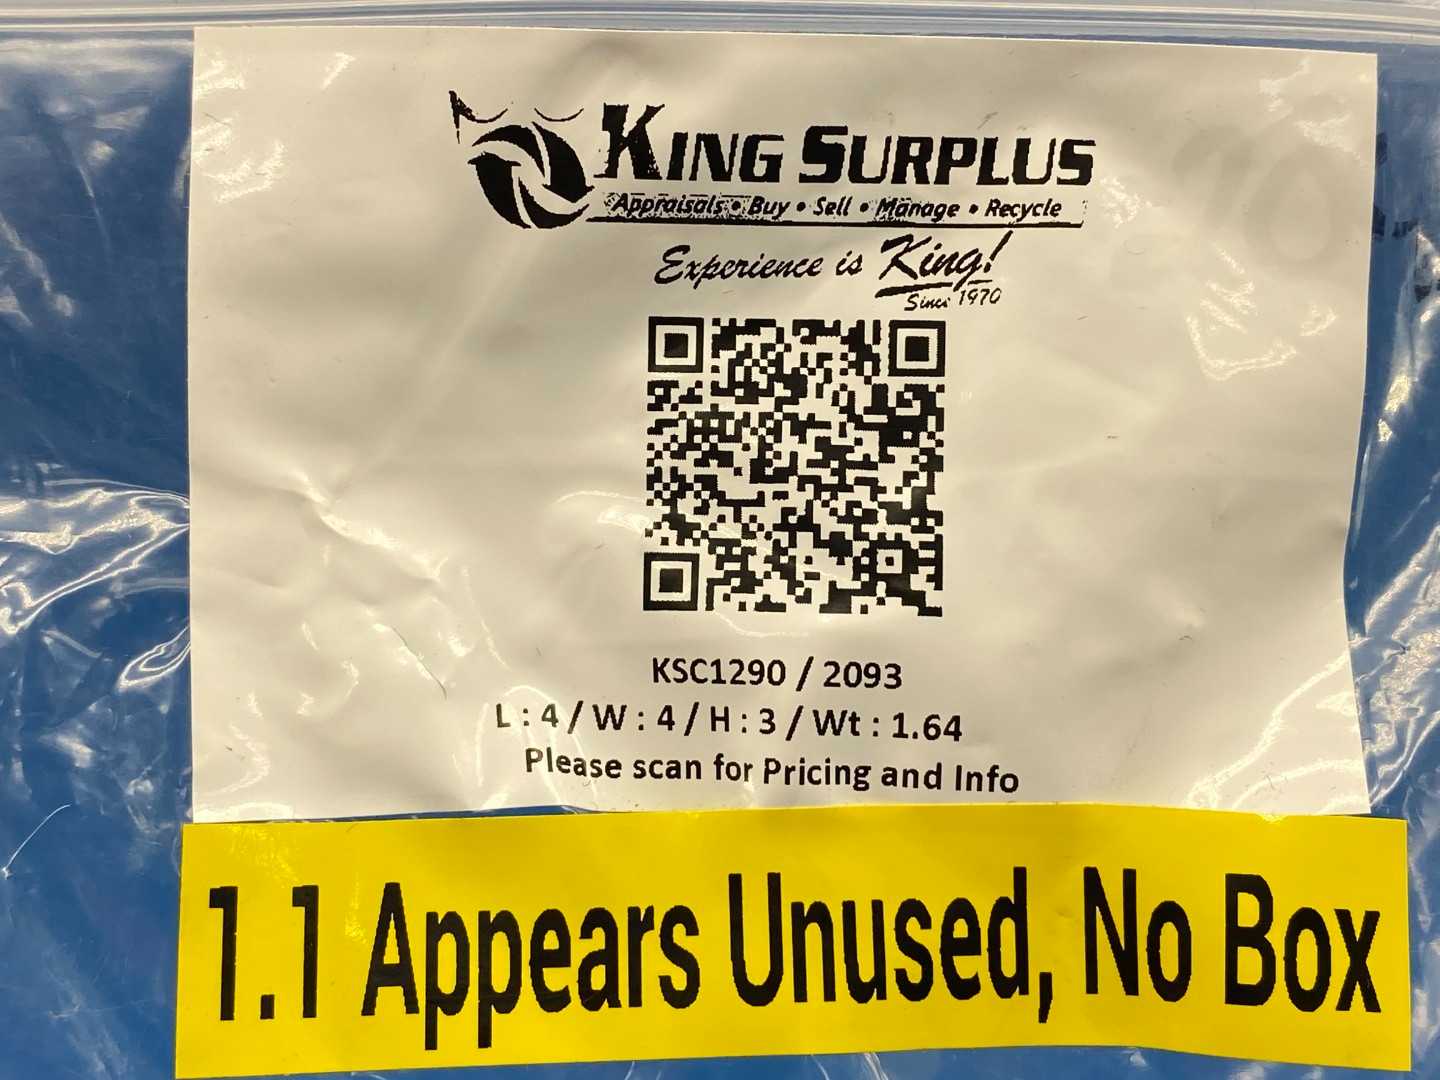 KING SURPLUS
Appraisals • Buy • Sell • Manage • Recycle
Experience is King!
Since 1970
KSC1290 / 2093
L : 4 / W : 4 / H : 3 / Wt : 1.64
Please scan for Pricing and Info
1.1 Appears Unused, No Box